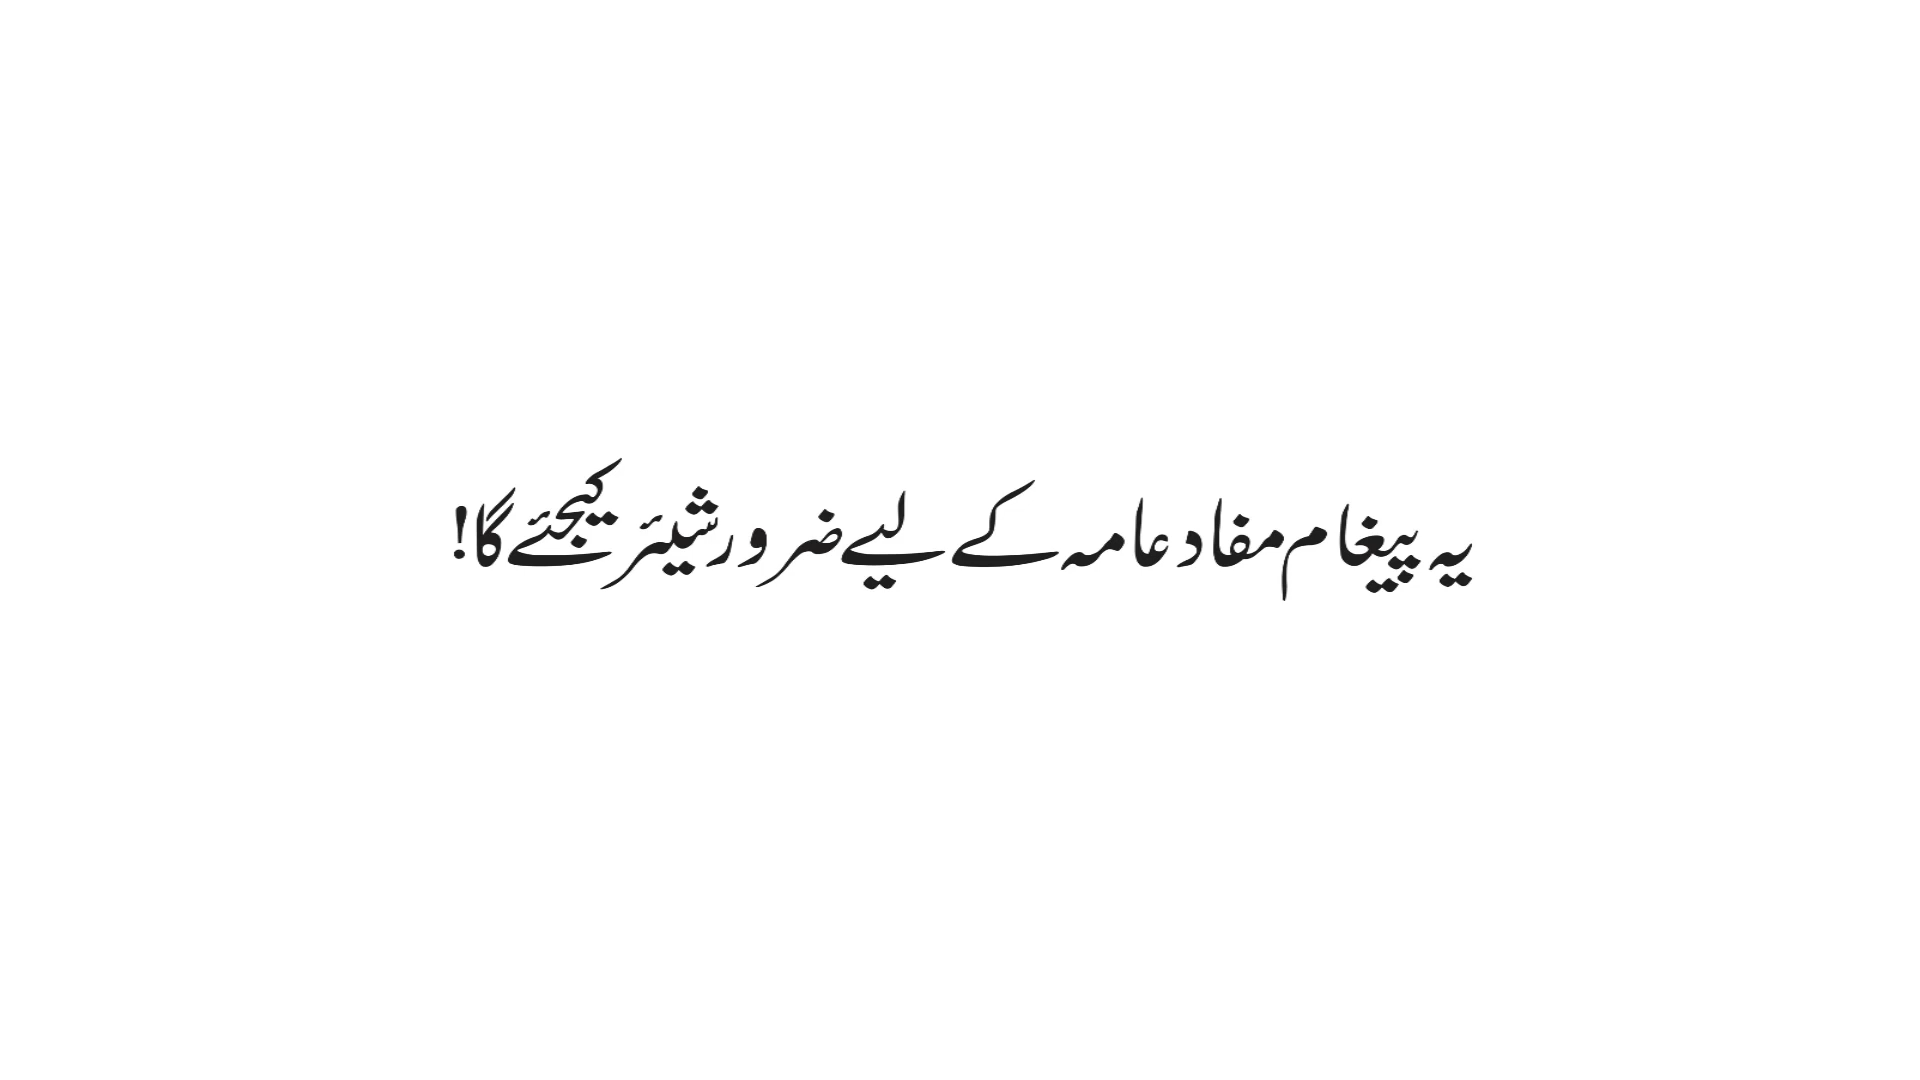 یہ پیغام مفاد عامہ کے لیے ضرور شیئر کیجئے گا!